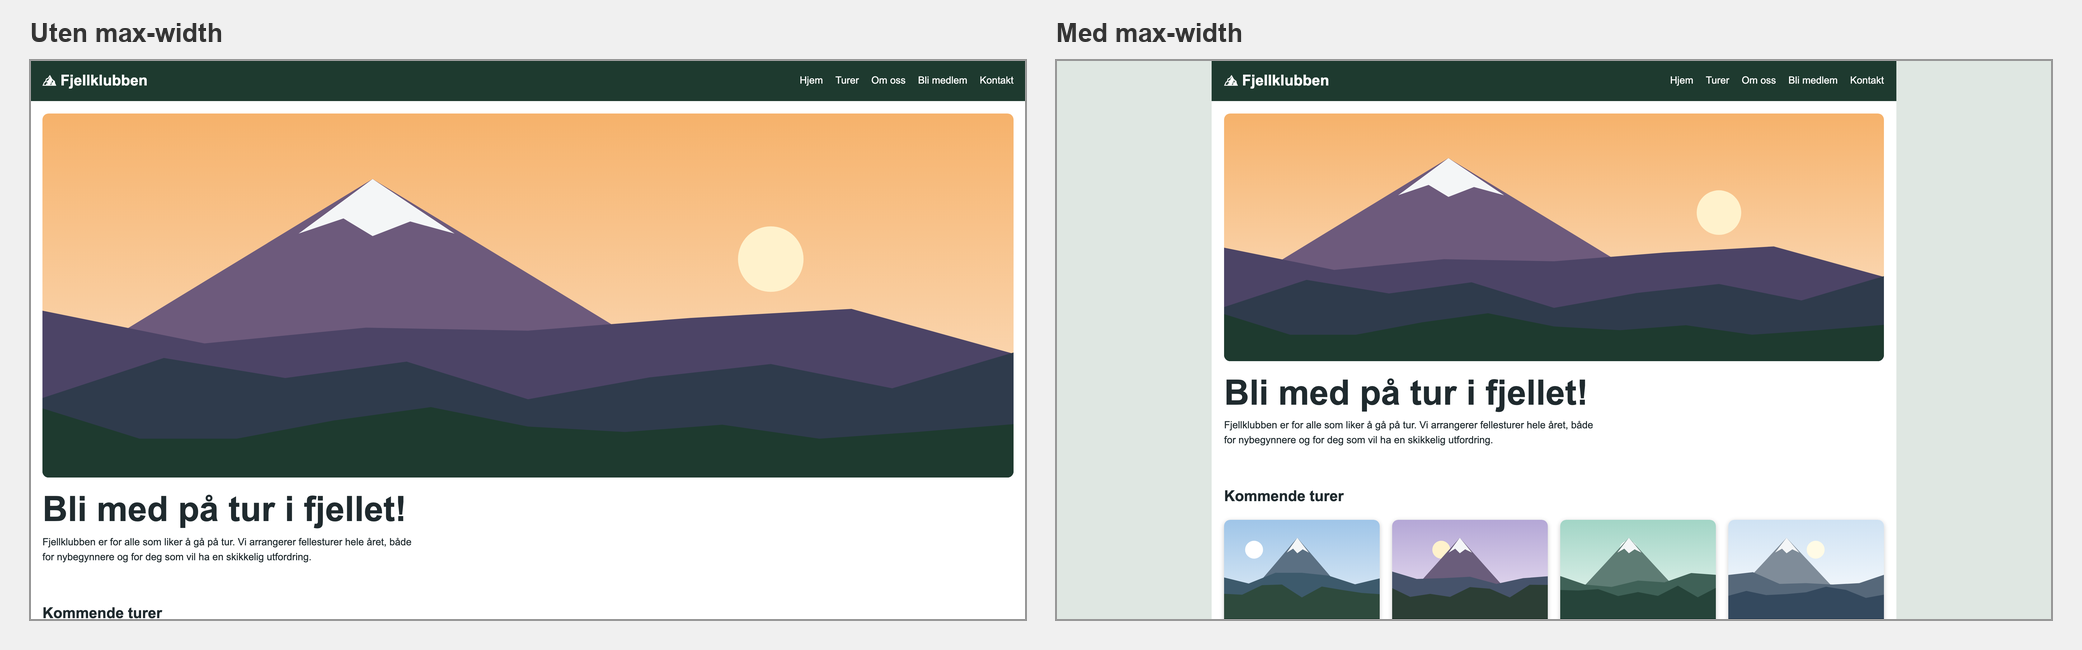 Uten max-width
Fjellklubben
Hjem Turer Om oss Bli medlem Kontakt
Bli med på tur i fjellet!
Fjellklubben er for alle som liker å gå på tur. Vi arrangerer fellesturer hele året, både
for nybegynnere og for deg som vil ha en skikkelig utfordring.
Kommende turer
Med max-width
Fjellklubben
Hjem Turer Om oss Bli medlem Kontakt
Bli med på tur i fjellet!
Fjellklubben er for alle som liker å gå på tur. Vi arrangerer fellesturer hele året, både
for nybegynnere og for deg som vil ha en skikkelig utfordring.
Kommende turer